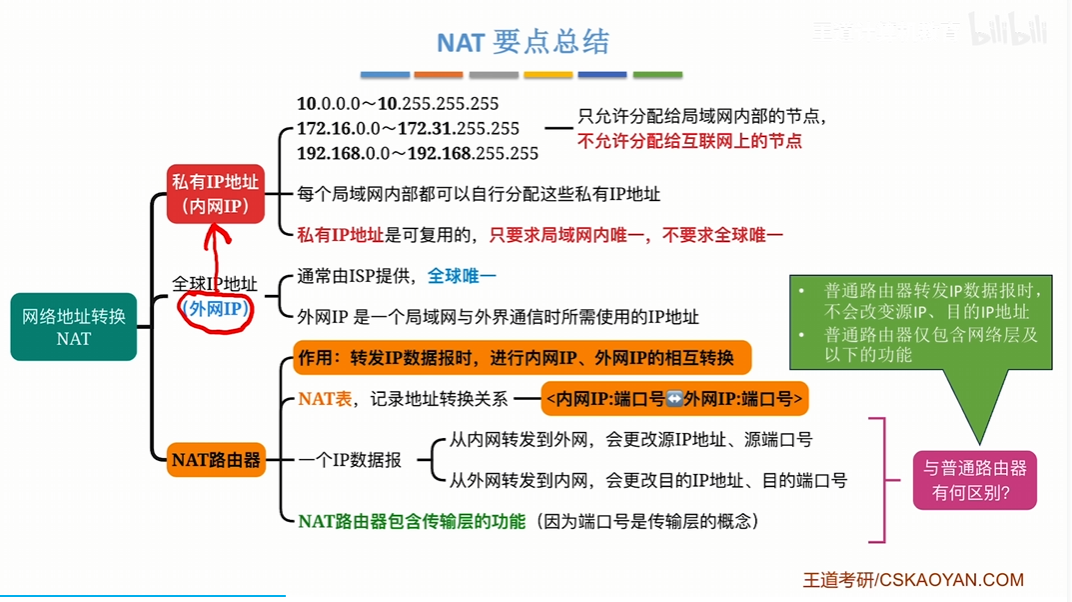 NAT 要点总结
bilibili
10.0.0.0～10.255.255.255
172.16.0.0～172.31.255.255
192.168.0.0～192.168.255.255
只允许分配给局域网内部的节点，
不允许分配给互联网上的节点
私有IP地址
（内网IP）
每个局域网内部都可以自行分配这些私有IP地址
私有IP地址是可复用的，只要求局域网内唯一，不要求全球唯一
全球IP地址
（外网IP）
通常由ISP提供，全球唯一
外网IP 是一个局域网与外界通信时所需使用的IP地址
网络地址转换
NAT
作用：转发IP数据报时，进行内网IP、外网IP的相互转换
NAT表，记录地址转换关系
<内网IP:端口号↔外网IP:端口号>
NAT路由器
一个IP数据报
从内网转发到外网，会更改源IP地址、源端口号
从外网转发到内网，会更改目的IP地址、目的端口号
NAT路由器包含传输层的功能（因为端口号是传输层的概念）
• 普通路由器转发IP数据报时，
不会改变源IP、目的IP地址
• 普通路由器仅包含网络层及
以下的功能
与普通路由器
有何区别？
王道考研/CSKAOYAN.COM